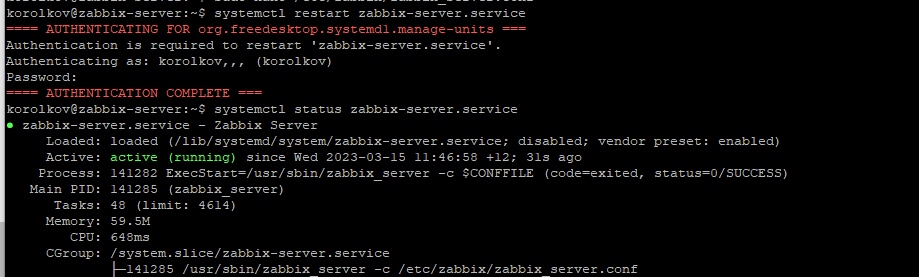 korolkov@zabbix-server:~$ systemctl restart zabbix-server.service
==== AUTHENTICATING FOR org.freedesktop.systemd1.manage-units ===
Authentication is required to restart 'zabbix-server.service'.
Authenticating as: korolkov,,, (korolkov)
Password:
==== AUTHENTICATION COMPLETE ===
korolkov@zabbix-server:~$ systemctl status zabbix-server.service
● zabbix-server.service - Zabbix Server
Loaded: loaded (/lib/systemd/system/zabbix-server.service; disabled; vendor preset: enabled)
Active: active (running) since Wed 2023-03-15 11:46:58 +12; 31s ago
Process: 141282 ExecStart=/usr/sbin/zabbix_server -c $CONFFILE (code=exited, status=0/SUCCESS)
Main PID: 141285 (zabbix_server)
Tasks: 48 (limit: 4614)
Memory: 59.5M
CPU: 648ms
CGroup: /system.slice/zabbix-server.service
├─141285 /usr/sbin/zabbix_server -c /etc/zabbix/zabbix_server.conf